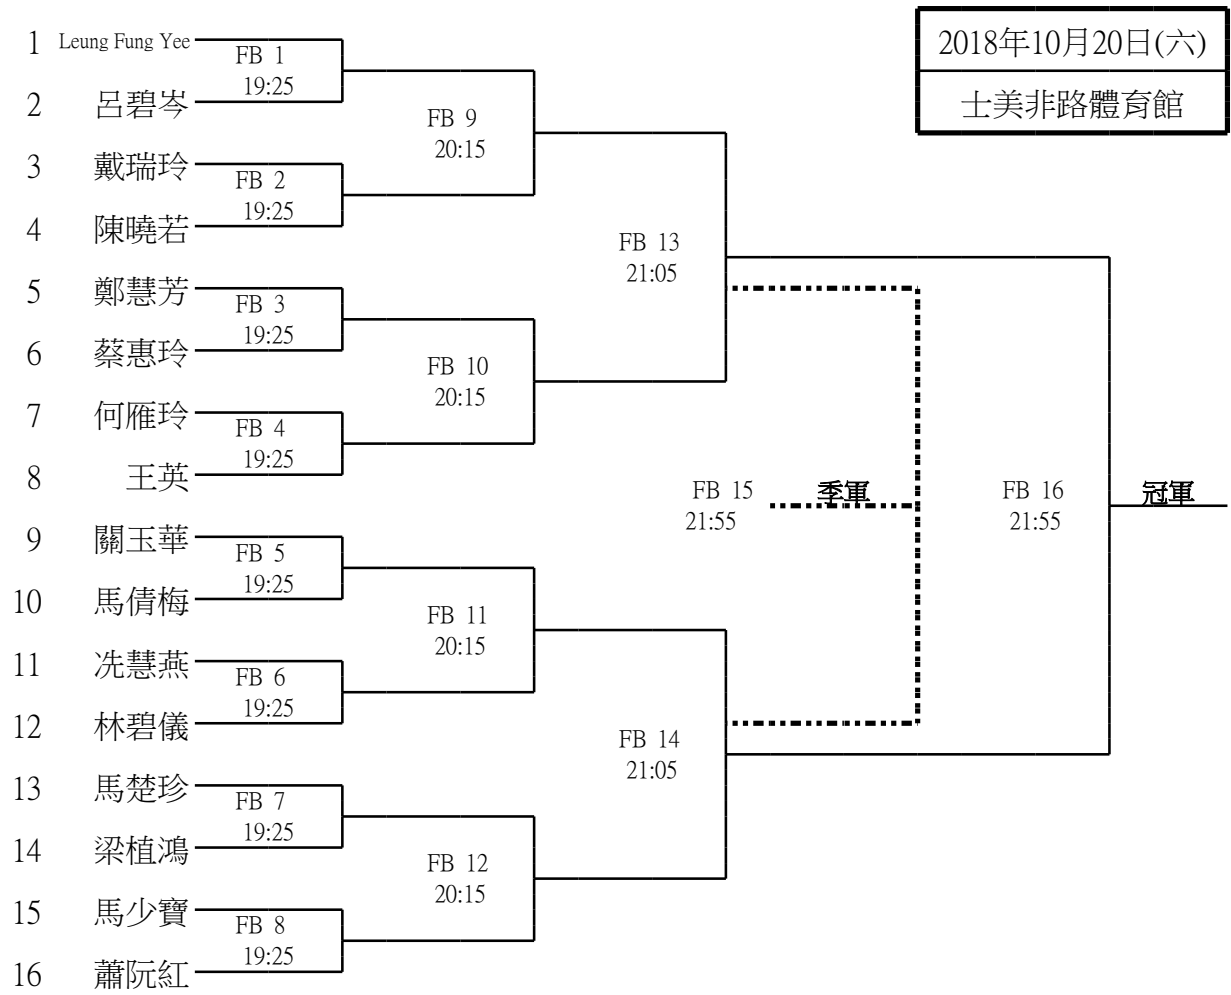 2018年10月20日(六)
士美非路體育館
1 Leung Fung Yee
FB 1
19:25
2 呂碧岑
FB 9
20:15
3 戴瑞玲
FB 2
19:25
4 陳曉若
FB 13
21:05
5 鄭慧芳
FB 3
19:25
6 蔡惠玲
FB 10
20:15
7 何雁玲
FB 4
19:25
8 王英
FB 15
21:55
季軍
FB 16
21:55
冠軍
9 關玉華
FB 5
19:25
10 馬倩梅
FB 11
20:15
11 冼慧燕
FB 6
19:25
12 林碧儀
FB 14
21:05
13 馬楚珍
FB 7
19:25
14 梁植鴻
FB 12
20:15
15 馬少寶
FB 8
19:25
16 蕭阮紅